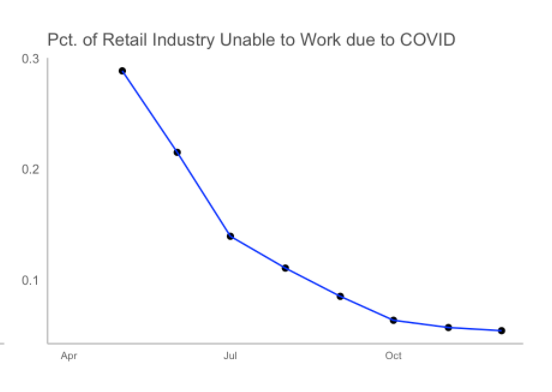 Pct. of Retail Industry Unable to Work due to COVID
0.3
0.2
0.1
Apr Jul Oct